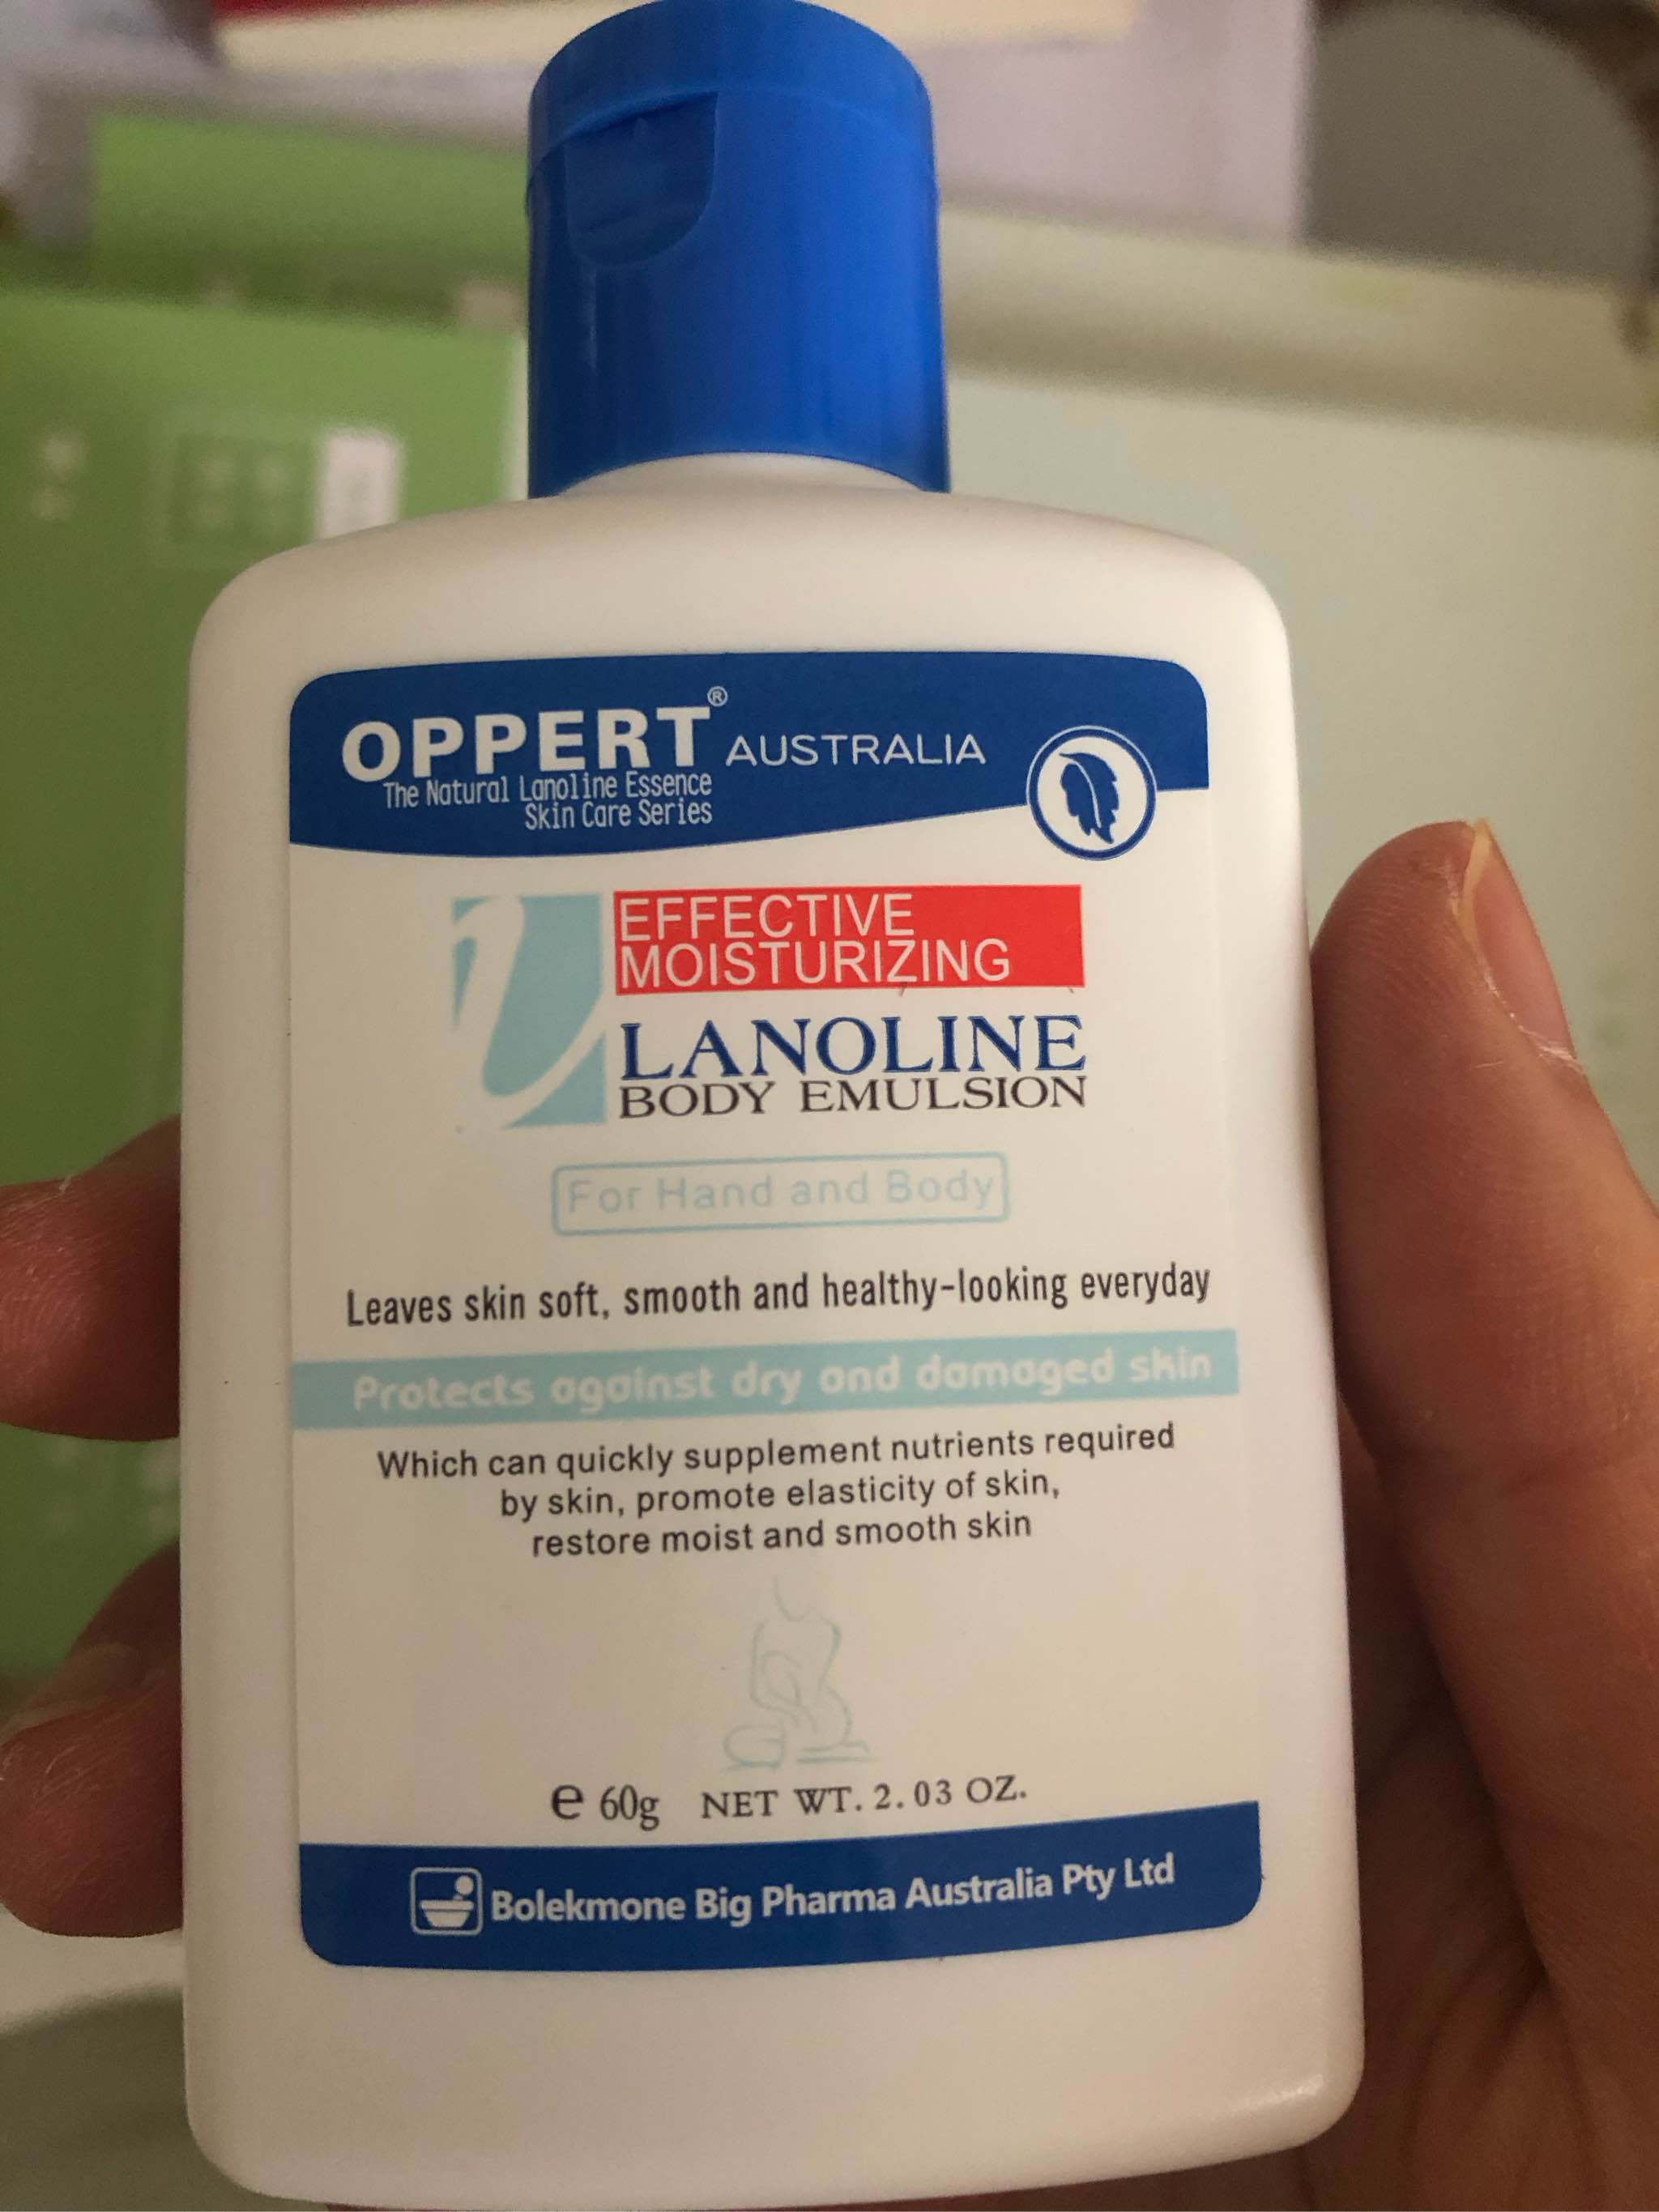 OPPERT® AUSTRALIA
The Natural Lanoline Essence
Skin Care Series
EFFECTIVE
MOISTURIZING
LANOLINE
BODY EMULSION
For Hand and Body
Leaves skin soft, smooth and healthy-looking everyday
Protects against dry and damaged skin
Which can quickly supplement nutrients required
by skin, promote elasticity of skin,
restore moist and smooth skin
e 60g NET WT. 2.03 OZ.
Bolekmone Big Pharma Australia Pty Ltd